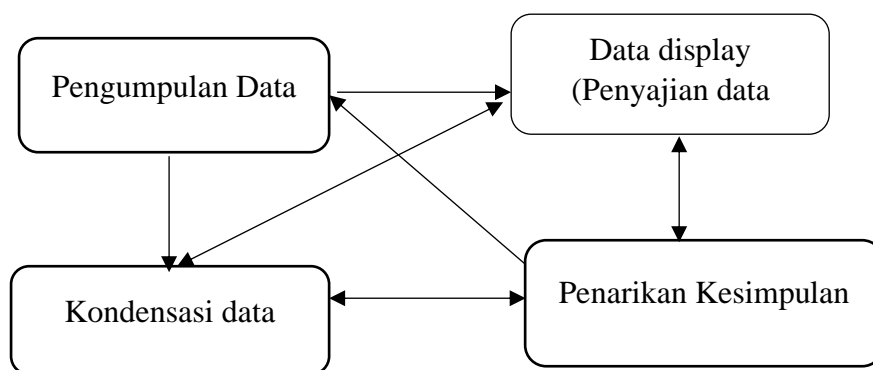 Pengumpulan Data
Data display
(Penyajian data
Kondensasi data
Penarikan Kesimpulan